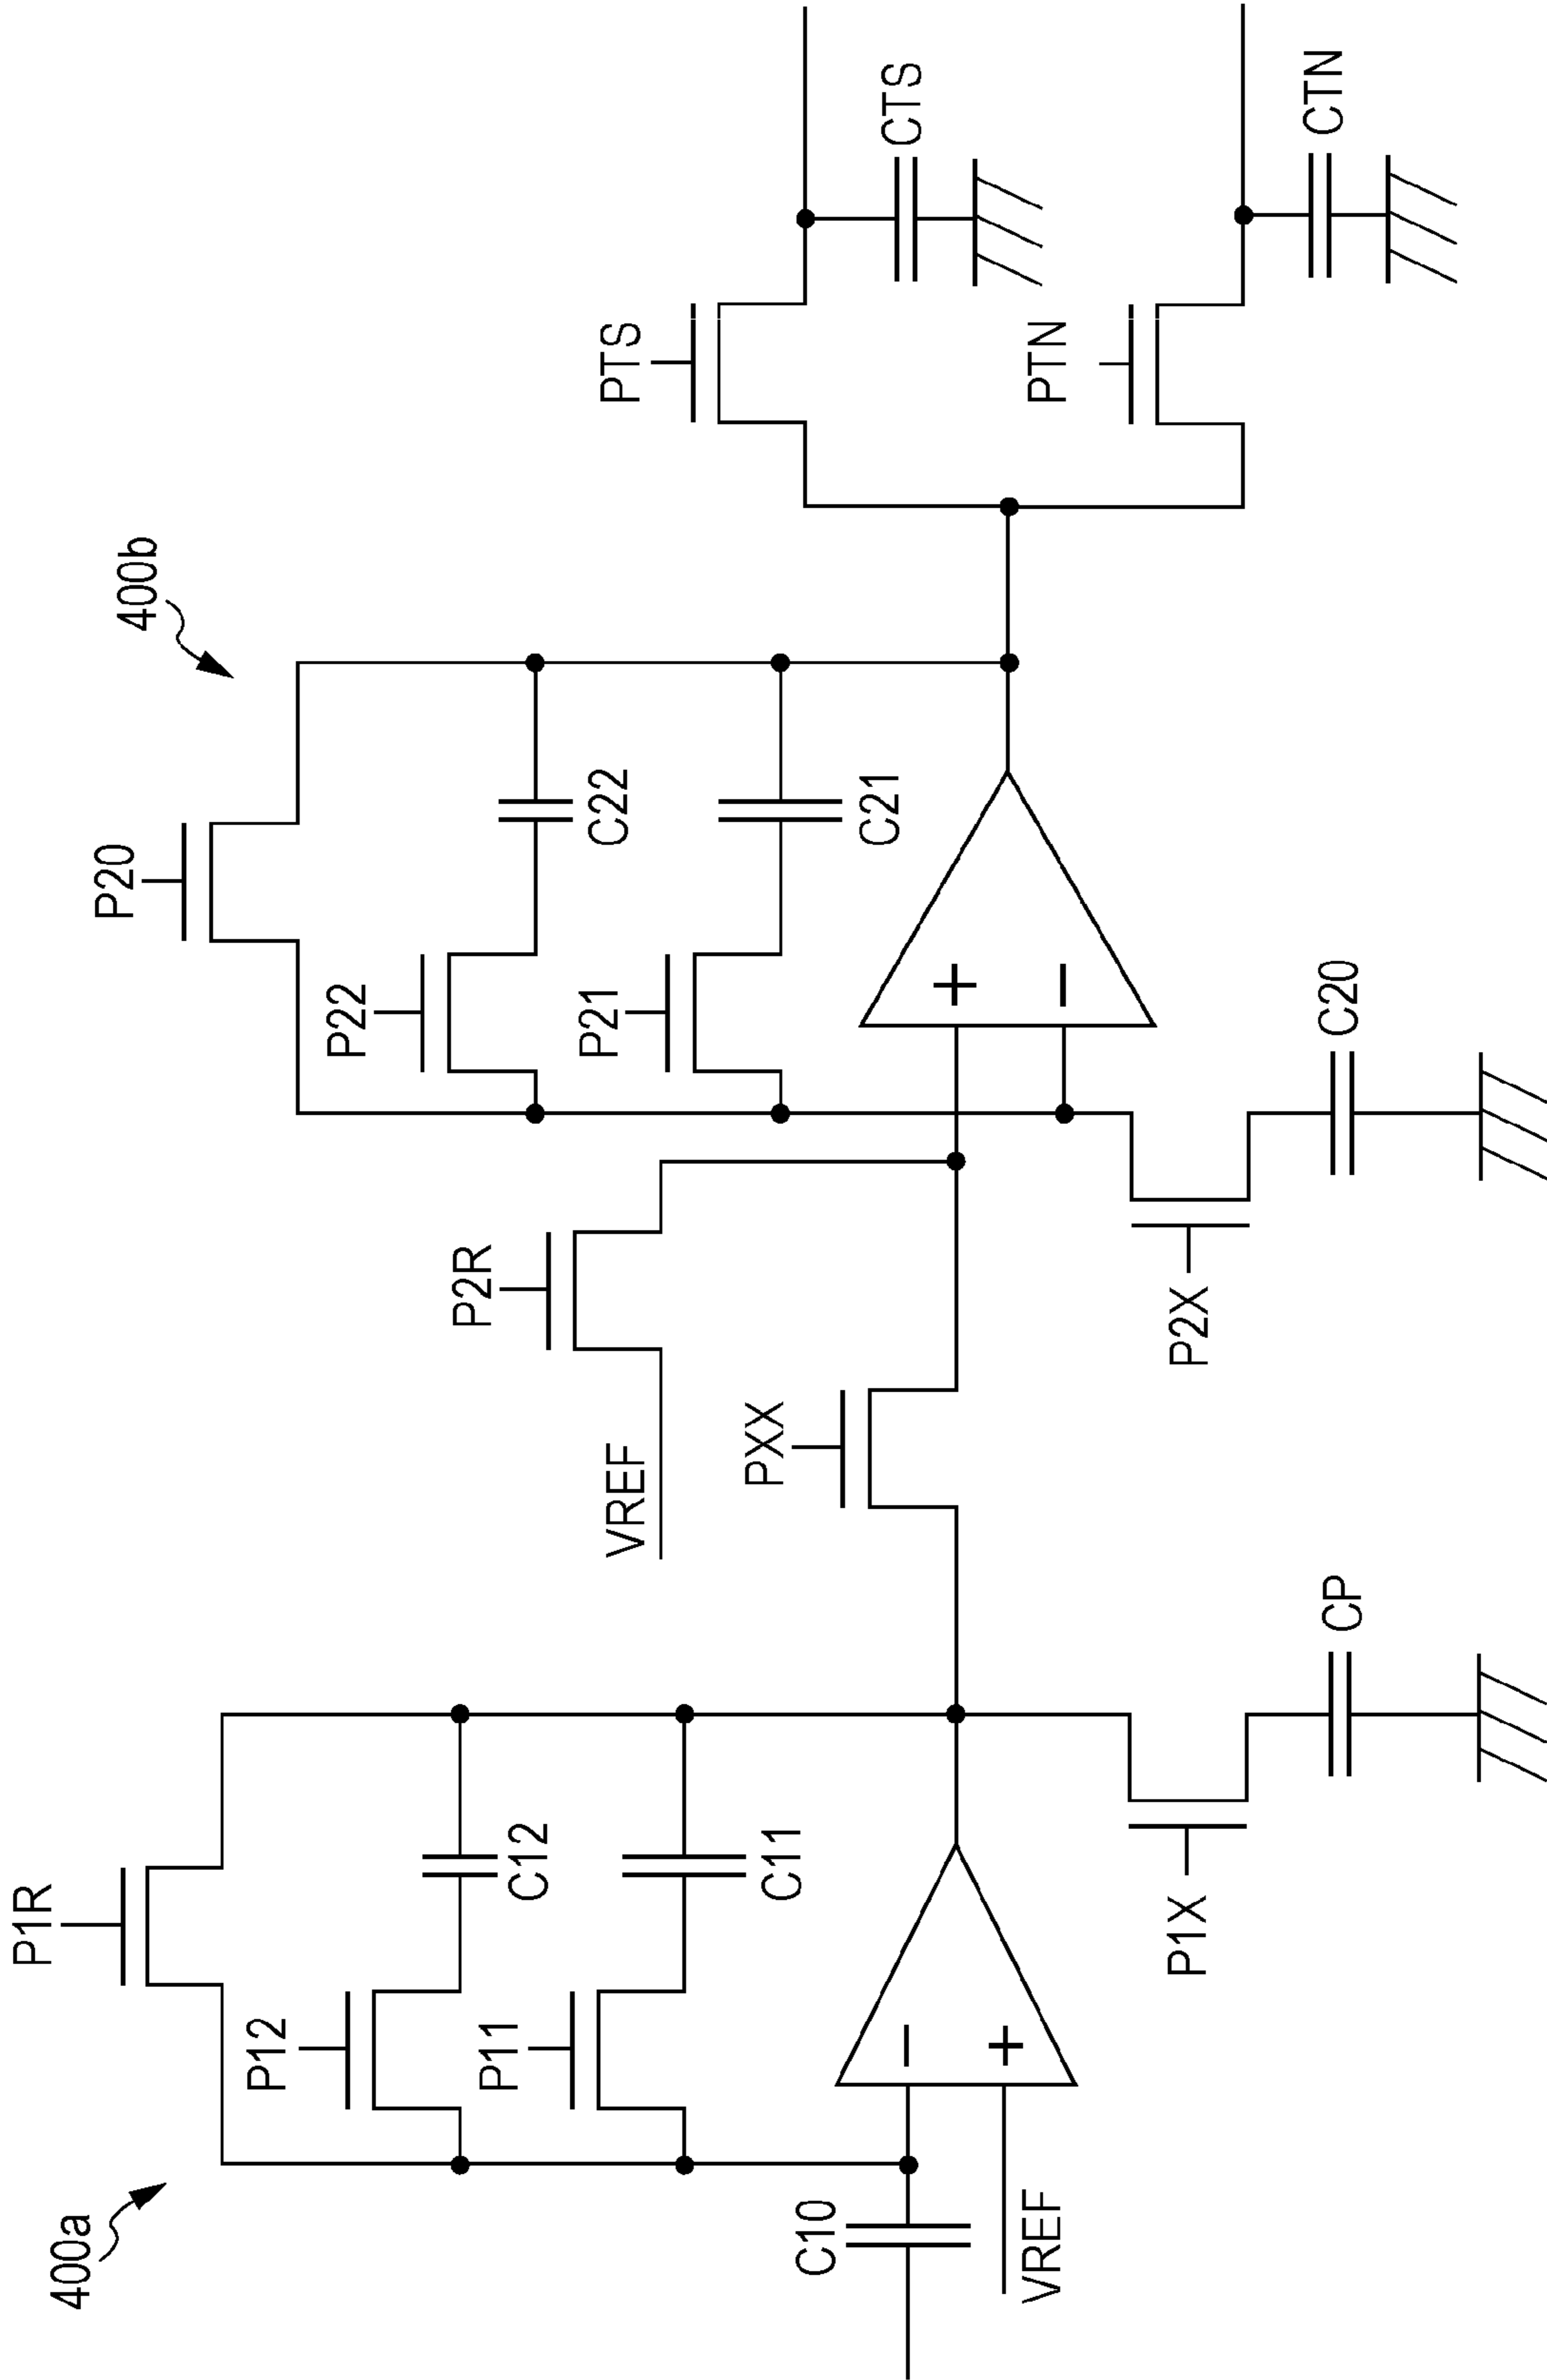 400a
P1R
P12
C12
P11
C11
C10
VREF
P1X
CP
PXX
VREF
P2R
400b
P20
P22
C22
P21
C21
P2X
C20
PTS
CTS
PTN
CTN